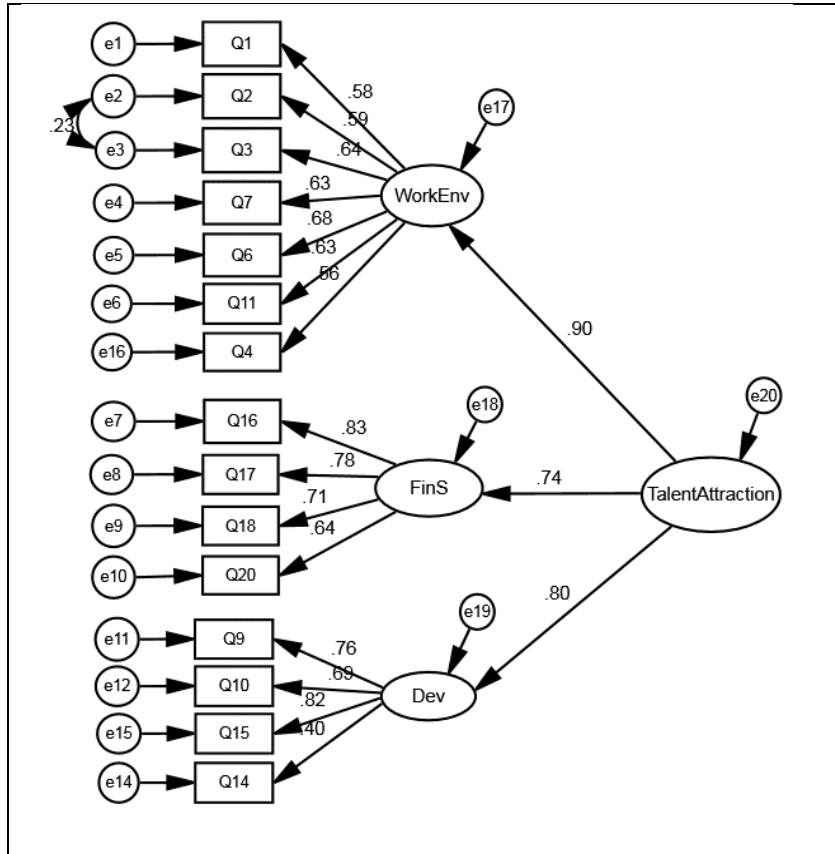 e1 Q1
.58
e2 Q2 e17
.59
.23
e3 Q3 .64
WorkEnv
e4 Q7 .63
.68
e5 Q6 .63
.56
e6 Q11
.90
e16 Q4
e20
e18
e7 Q16 .83
.78
e8 Q17 FinS .74 TalentAttraction
.71
e9 Q18 .64
e10 Q20
.80
e19
e11 Q9 .76
.69
e12 Q10 Dev
.82
e15 Q15 .40
e14 Q14